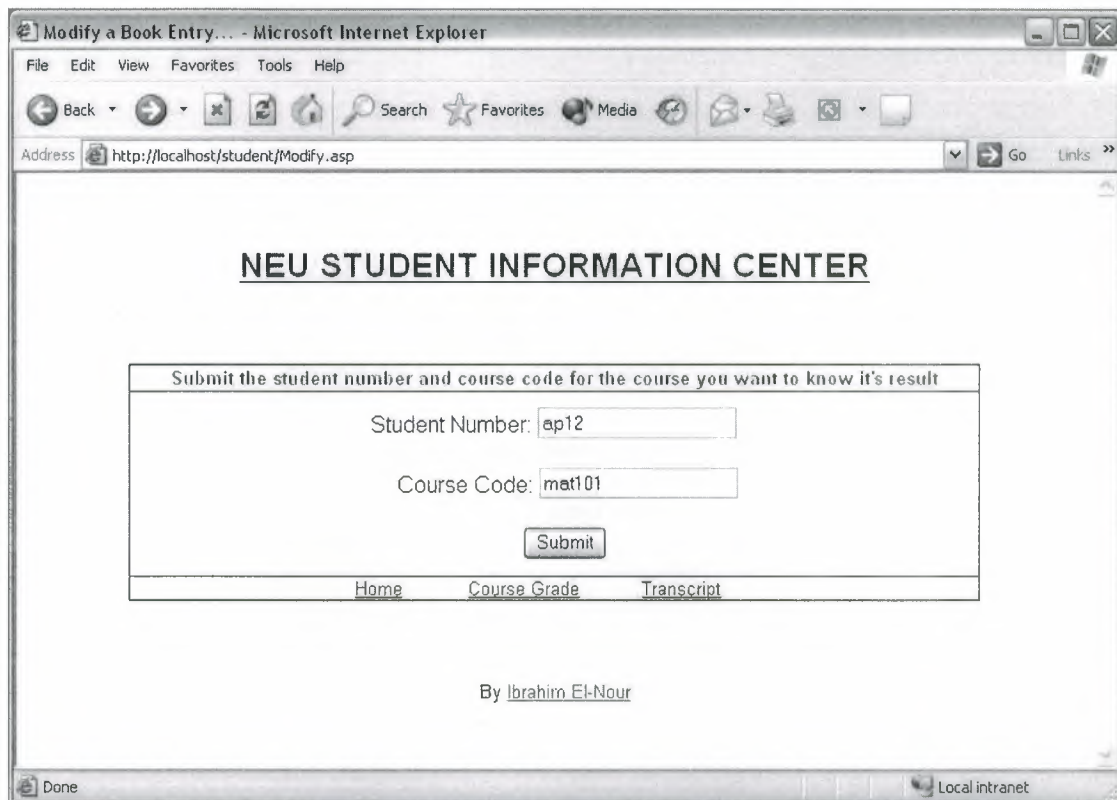 Modify a Book Entry... - Microsoft Internet Explorer
File Edit View Favorites Tools Help
Back Search Favorites Media
Address http://localhost/student/Modify.asp Go Links »
NEU STUDENT INFORMATION CENTER
Submit the student number and course code for the course you want to know it's result
Student Number: ap12
Course Code: mat101
Submit
Home Course Grade Transcript
By Ibrahim El-Nour
Done Local intranet